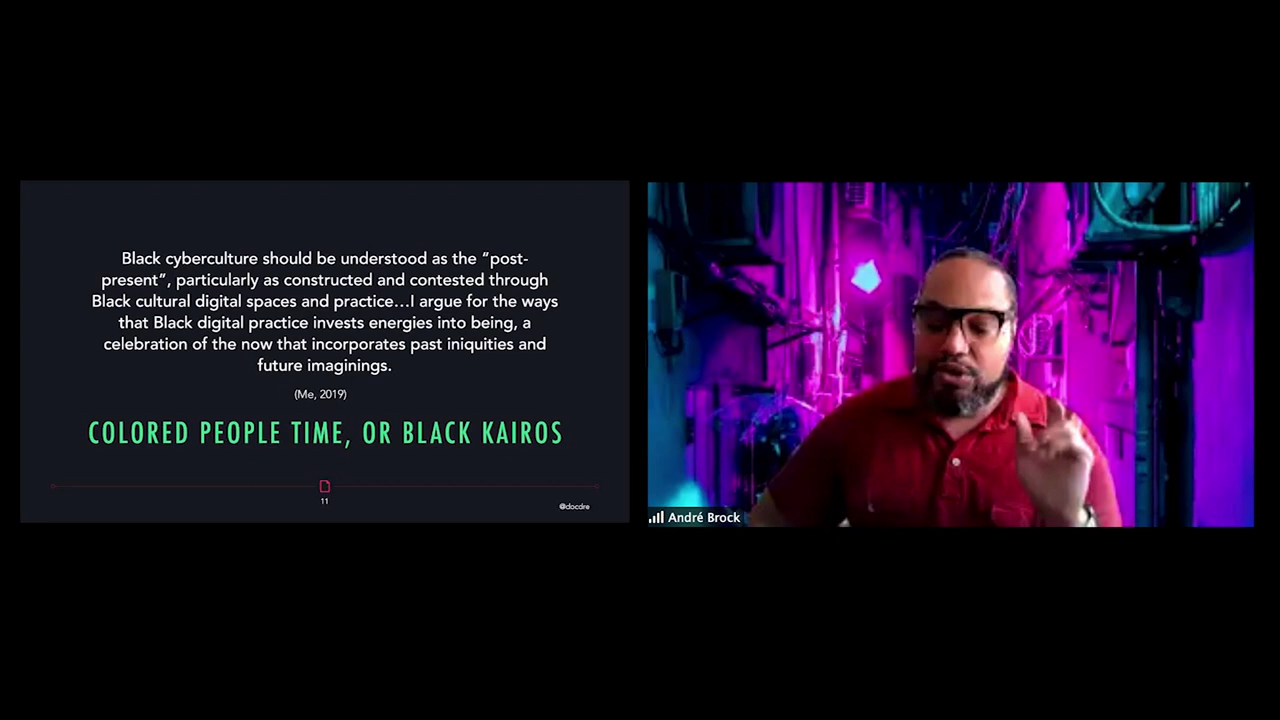 Black cyberculture should be understood as the “post-
present”, particularly as constructed and contested through
Black cultural digital spaces and practice…I argue for the ways
that Black digital practice invests energies into being, a
celebration of the now that incorporates past iniquities and
future imaginings.
(Me, 2019)
COLORED PEOPLE TIME, OR BLACK KAIROS
11
@docdre
André Brock